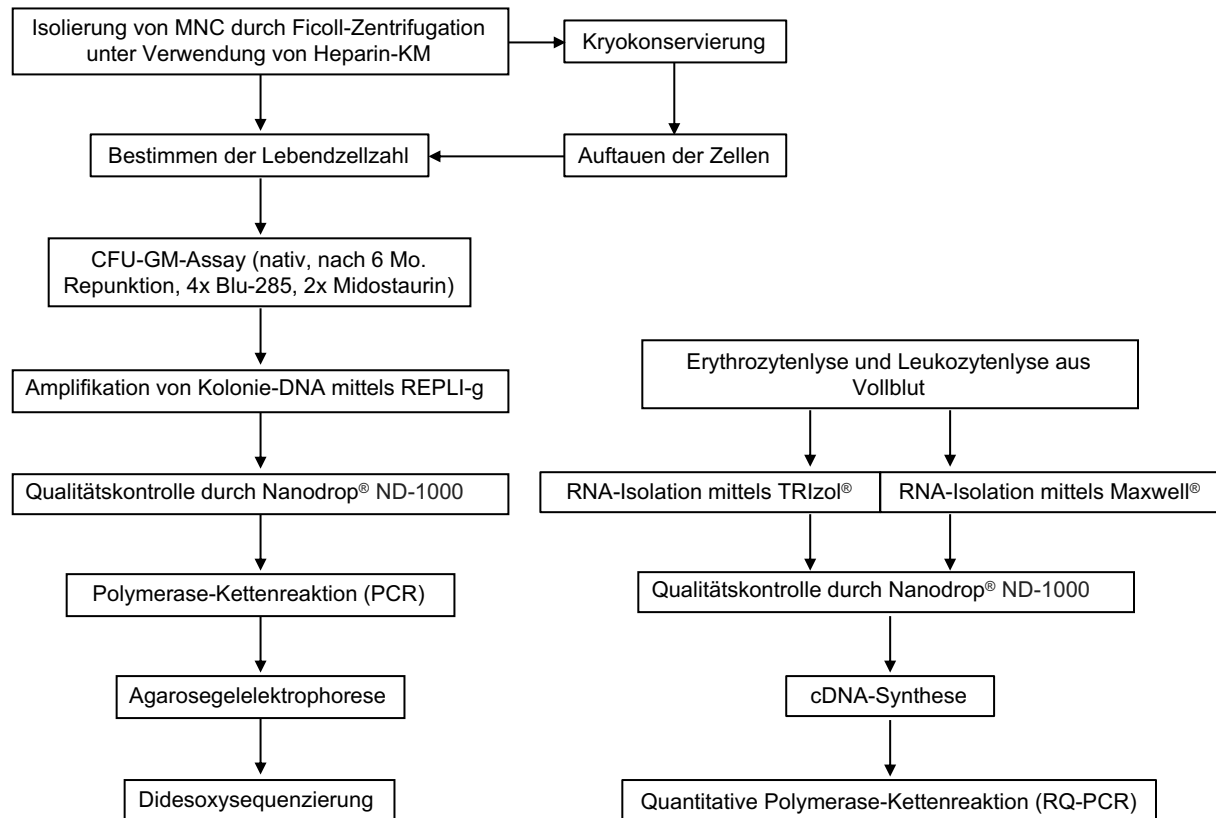 Isolierung von MNC durch Ficoll-Zentrifugation
unter Verwendung von Heparin-KM
Kryokonservierung
Bestimmen der Lebendzellzahl
Auftauen der Zellen
CFU-GM-Assay (nativ, nach 6 Mo.
Repunktion, 4x Blu-285, 2x Midostaurin)
Amplifikation von Kolonie-DNA mittels REPLI-g
Qualitätskontrolle durch Nanodrop® ND-1000
Polymerase-Kettenreaktion (PCR)
Agarosegelelektrophorese
Didesoxysequenzierung
Erythrozytenlyse und Leukozytenlyse aus
Vollblut
RNA-Isolation mittels TRIzol®
RNA-Isolation mittels Maxwell®
Qualitätskontrolle durch Nanodrop® ND-1000
cDNA-Synthese
Quantitative Polymerase-Kettenreaktion (RQ-PCR)